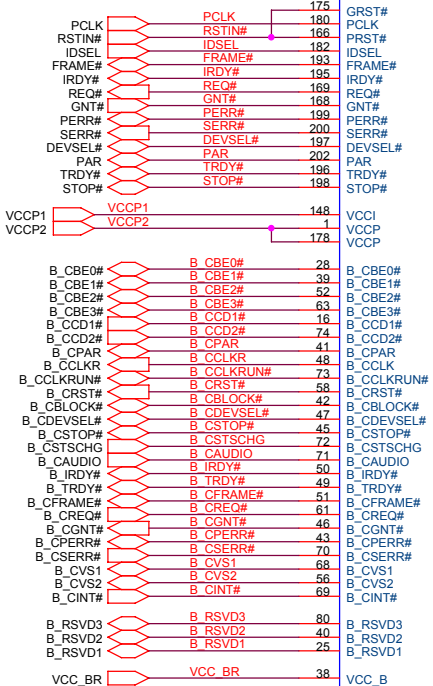 175 GRST#
PCLK PCLK 180 PCLK
RSTIN# RSTIN# 166 PRST#
IDSEL IDSEL 182 IDSEL
FRAME# FRAME# 193 FRAME#
IRDY# IRDY# 195 IRDY#
REQ# REQ# 169 REQ#
GNT# GNT# 168 GNT#
PERR# PERR# 199 PERR#
SERR# SERR# 200 SERR#
DEVSEL# DEVSEL# 197 DEVSEL#
PAR PAR 202 PAR
TRDY# TRDY# 196 TRDY#
STOP# STOP# 198 STOP#
VCCP1 VCCP1 148 VCCI
VCCP2 VCCP2 1 VCCP
178 VCCP
B_CBE0# B_CBE0# 28 B_CBE0#
B_CBE1# B_CBE1# 39 B_CBE1#
B_CBE2# B_CBE2# 52 B_CBE2#
B_CBE3# B_CBE3# 63 B_CBE3#
B_CCD1# B_CCD1# 16 B_CCD1#
B_CCD2# B_CCD2# 74 B_CCD2#
B_CPAR B_CPAR 41 B_CPAR
B_CCLKR B_CCLKR 48 B_CCLK
B_CCLKRUN# B_CCLKRUN# 73 B_CCLKRUN#
B_CRST# B_CRST# 58 B_CRST#
B_CBLOCK# B_CBLOCK# 42 B_CBLOCK#
B_CDEVSEL# B_CDEVSEL# 47 B_CDEVSEL#
B_CSTOP# B_CSTOP# 45 B_CSTOP#
B_CSTSCHG B_CSTSCHG 72 B_CSTSCHG
B_CAUDIO B_CAUDIO 71 B_CAUDIO
B_IRDY# B_IRDY# 50 B_IRDY#
B_TRDY# B_TRDY# 49 B_TRDY#
B_CFRAME# B_CFRAME# 51 B_CFRAME#
B_CREQ# B_CREQ# 61 B_CREQ#
B_CGNT# B_CGNT# 46 B_CGNT#
B_CPERR# B_CPERR# 43 B_CPERR#
B_CSERR# B_CSERR# 70 B_CSERR#
B_CVS1 B_CVS1 68 B_CVS1
B_CVS2 B_CVS2 56 B_CVS2
B_CINT# B_CINT# 69 B_CINT#
B_RSVD3 B_RSVD3 80 B_RSVD3
B_RSVD2 B_RSVD2 40 B_RSVD2
B_RSVD1 B_RSVD1 25 B_RSVD1
VCC_BR VCC_BR 38 VCC_B